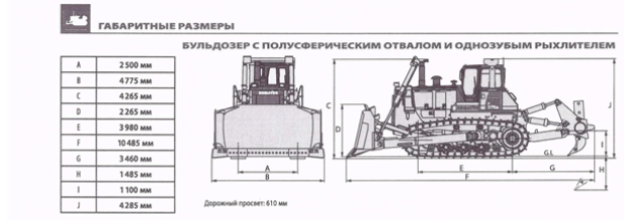 ГАБАРИТНЫЕ РАЗМЕРЫ
БУЛЬДОЗЕР С ПОЛУСФЕРИЧЕСКИМ ОТВАЛОМ И ОДНОЗУБЫМ РЫХЛИТЕЛЕМ
A 2 500 мм
B 4 775 мм
C 4 265 мм
D 2 265 мм
E 3 980 мм
F 10 485 мм
G 3 460 мм
H 1 485 мм
I 1 100 мм
J 4 285 мм
A
B
C
D
E
F
G
G.L.
H
I
J
Дорожный просвет: 610 мм